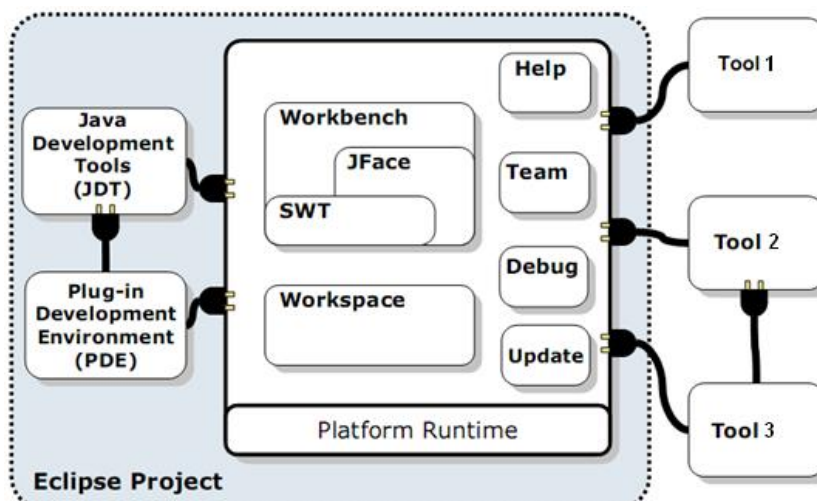 Help
Tool 1
Java
Development
Tools
(JDT)
Workbench
JFace
SWT
Team
Tool 2
Plug-in
Development
Environment
(PDE)
Workspace
Debug
Update
Tool 3
Platform Runtime
Eclipse Project